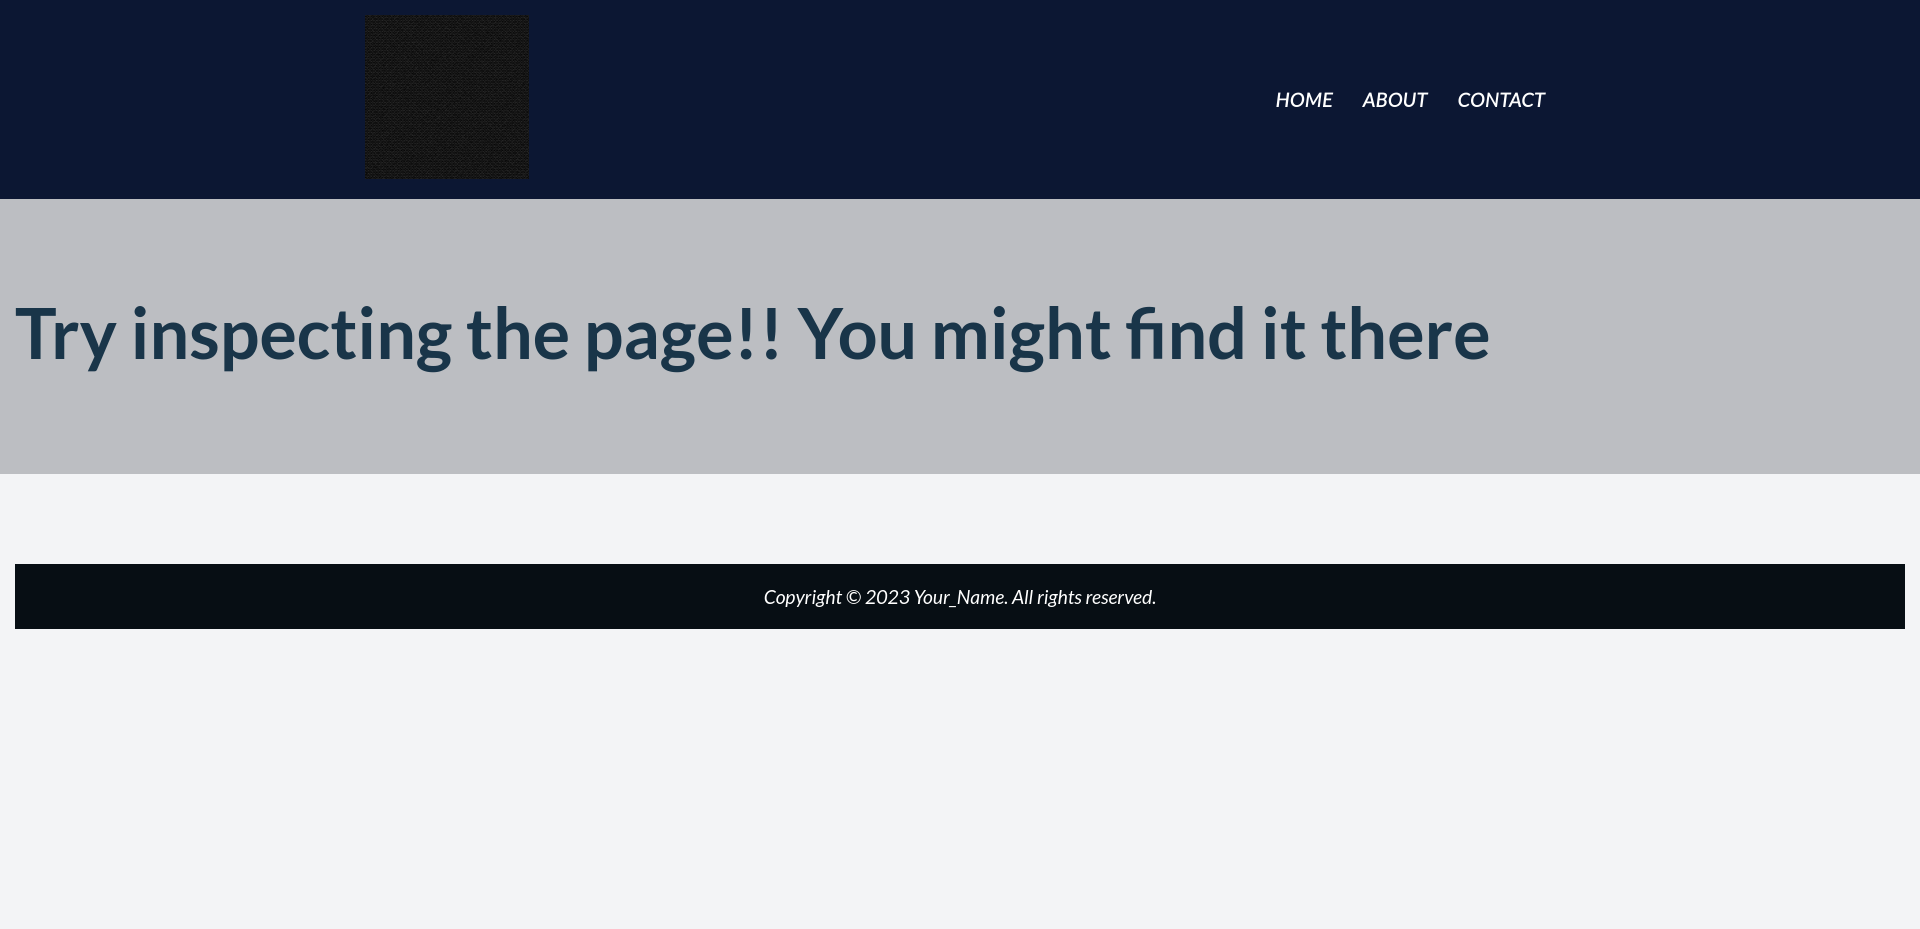 HOME ABOUT CONTACT
Try inspecting the page!! You might find it there
Copyright © 2023 Your_Name. All rights reserved.